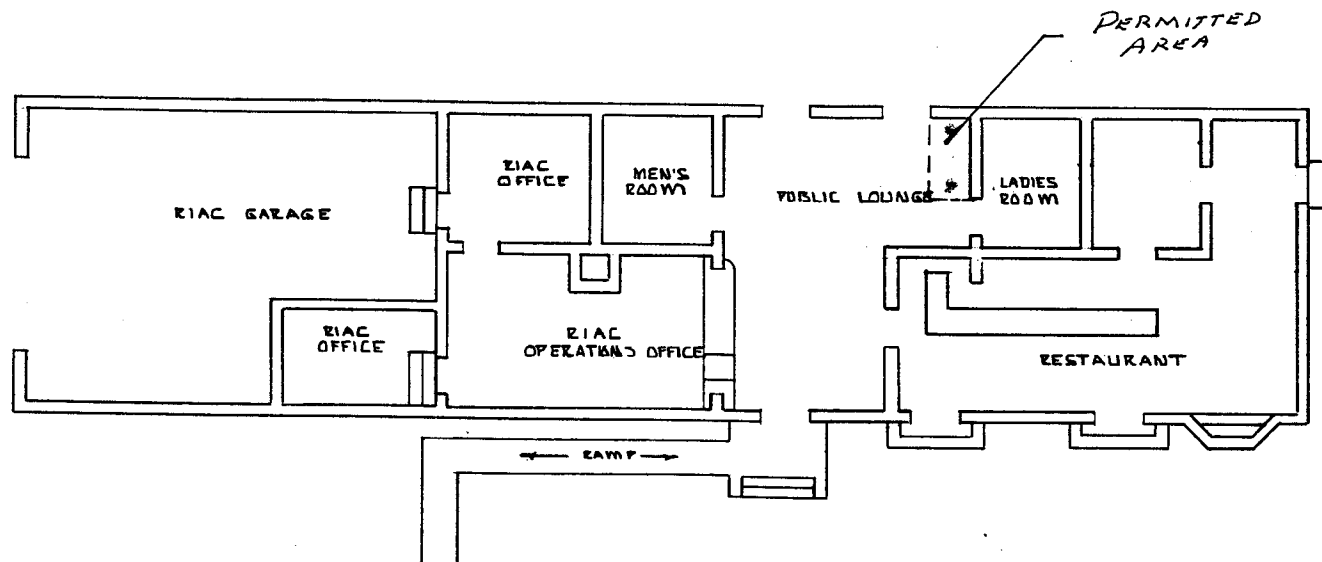 PERMITTED
AREA
RIAC
OFFICE
MEN'S
ROOM
PUBLIC LOUNGE
LADIES
ROOM
RIAC GARAGE
RIAC
OFFICE
RIAC
OPERATIONS OFFICE
RESTAURANT
RAMP